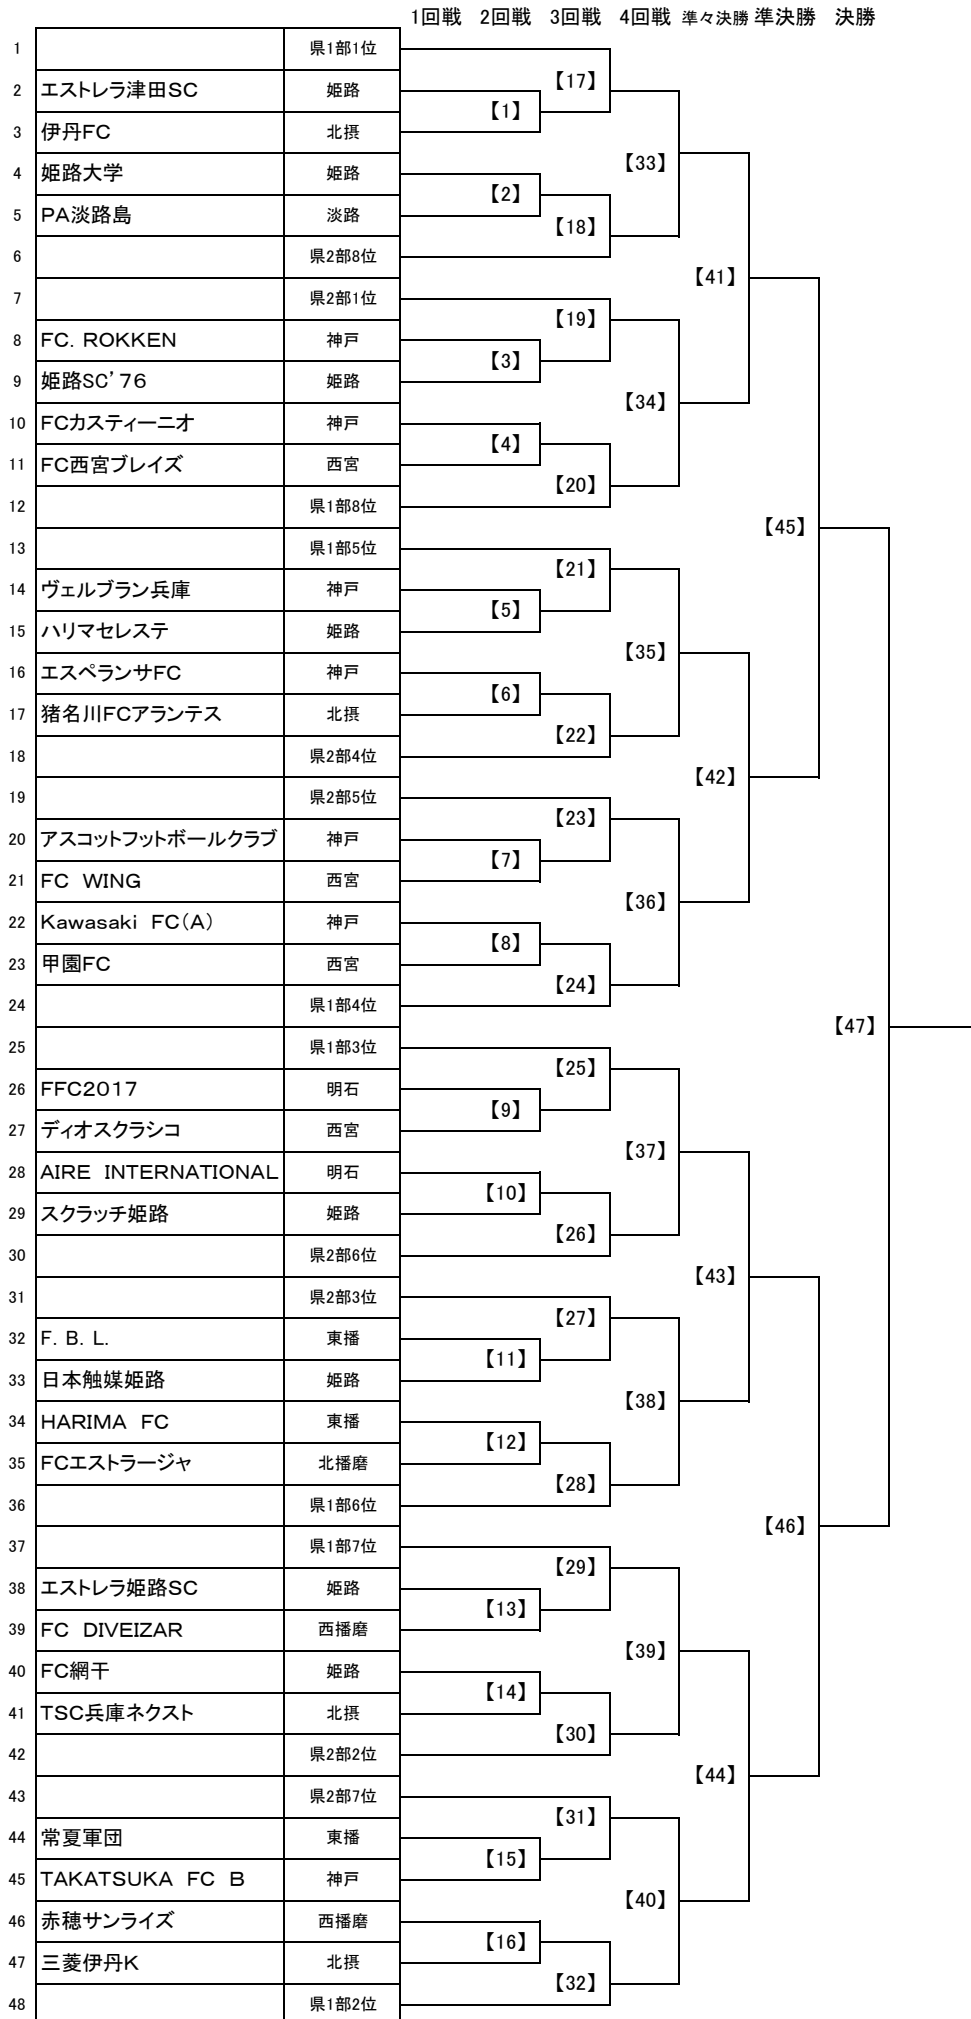 1回戦 2回戦 3回戦 4回戦 準々決勝 準決勝 決勝
1 県1部1位
【17】
2 エストレラ津田SC 姫路
【1】
3 伊丹FC 北摂
【33】
4 姫路大学 姫路
【2】
5 PA淡路島 淡路
【18】
6 県2部8位
【41】
7 県2部1位
【19】
8 FC．ROKKEN 神戸
【3】
9 姫路SC’76 姫路
【34】
10 FCカスティーニオ 神戸
【4】
11 FC西宮ブレイズ 西宮
【20】
12 県1部8位
【45】
13 県1部5位
【21】
14 ヴェルブラン兵庫 神戸
【5】
15 ハリマセレステ 姫路
【35】
16 エスペランサFC 神戸
【6】
17 猪名川FCアランテス 北摂
【22】
18 県2部4位
【42】
19 県2部5位
【23】
20 アスコットフットボールクラブ 神戸
【7】
21 FC WING 西宮
【36】
22 Kawasaki FC（A） 神戸
【8】
23 甲園FC 西宮
【24】
24 県1部4位
【47】
25 県1部3位
【25】
26 FFC2017 明石
【9】
27 ディオスクラシコ 西宮
【37】
28 AIRE INTERNATIONAL 明石
【10】
29 スクラッチ姫路 姫路
【26】
30 県2部6位
【43】
31 県2部3位
【27】
32 F．B．L． 東播
【11】
33 日本触媒姫路 姫路
【38】
34 HARIMA FC 東播
【12】
35 FCエストラージャ 北播磨
【28】
36 県1部6位
【46】
37 県1部7位
【29】
38 エストレラ姫路SC 姫路
【13】
39 FC DIVEIZAR 西播磨
【39】
40 FC網干 姫路
【14】
41 TSC兵庫ネクスト 北摂
【30】
42 県2部2位
【44】
43 県2部7位
【31】
44 常夏軍団 東播
【15】
45 TAKATSUKA FC B 神戸
【40】
46 赤穂サンライズ 西播磨
【16】
47 三菱伊丹K 北摂
【32】
48 県1部2位